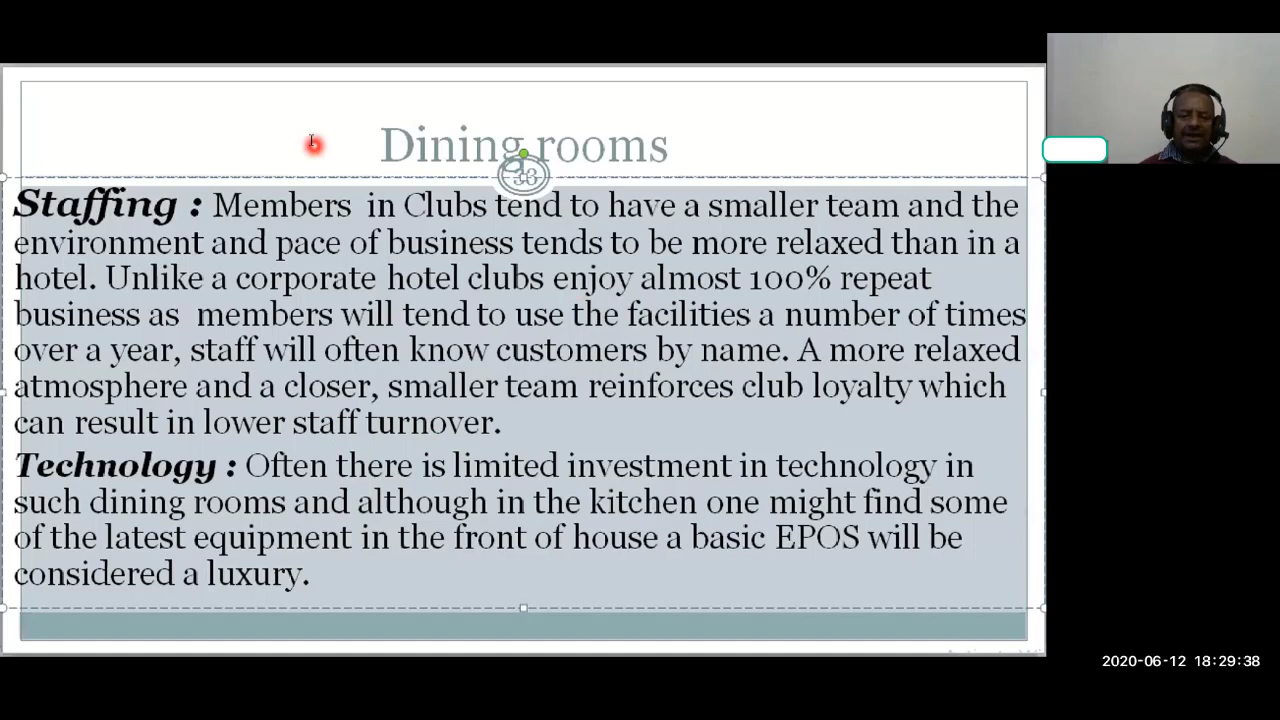 Dining rooms
33
Staffing : Members in Clubs tend to have a smaller team and the
environment and pace of business tends to be more relaxed than in a
hotel. Unlike a corporate hotel clubs enjoy almost 100% repeat
business as members will tend to use the facilities a number of times
over a year, staff will often know customers by name. A more relaxed
atmosphere and a closer, smaller team reinforces club loyalty which
can result in lower staff turnover.
Technology : Often there is limited investment in technology in
such dining rooms and although in the kitchen one might find some
of the latest equipment in the front of house a basic EPOS will be
considered a luxury.
2020-06-12 18:29:38